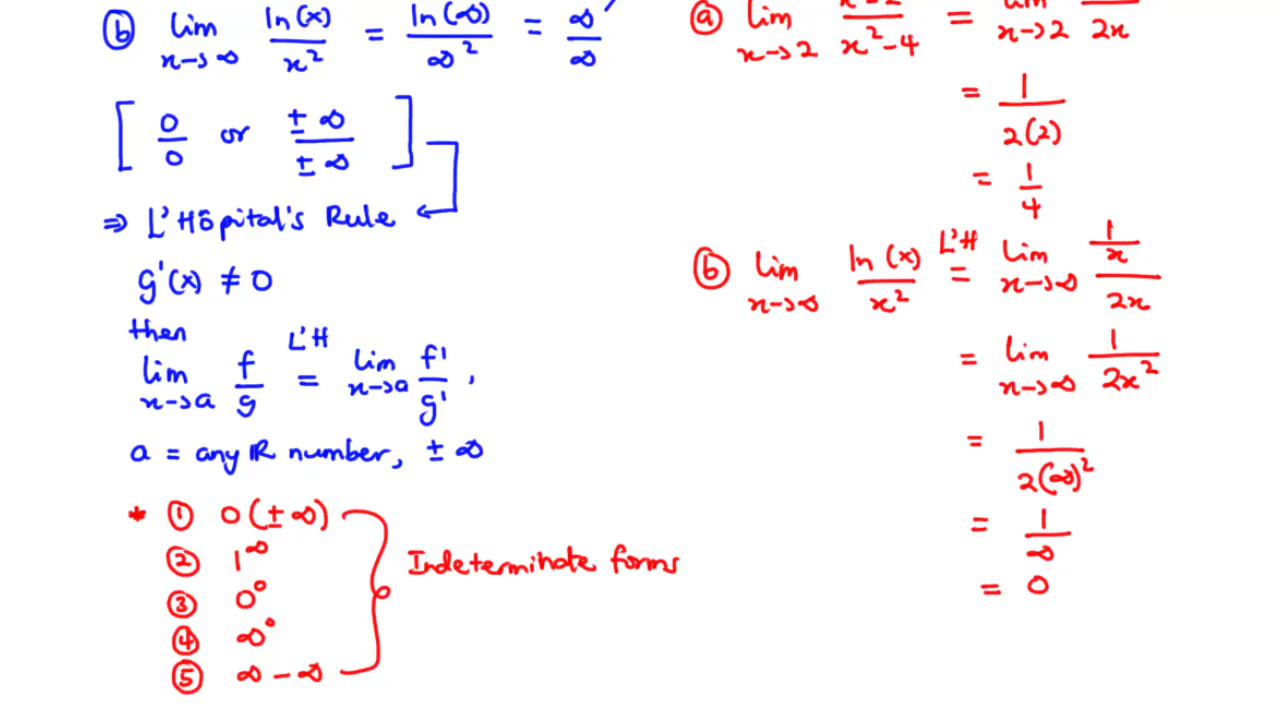 ⓑ lim x→∞ ln(x)/x² = ln(∞)/∞² = ∞/∞
[ 0/0 or ±∞/±∞ ]
⇒ L'Hôpital's Rule
g'(x) ≠ 0
then
lim x→a f/g L'H = lim x→a f'/g' ,
a = any ℝ number, ± ∞
* ① 0(±∞)
② 1^∞
③ 0⁰
④ ∞⁰
⑤ ∞ - ∞
Indeterminate forms
ⓐ lim x→2 /x²-4 = lim x→2 /2x
= 1/2(2)
= 1/4
ⓑ lim x→∞ ln(x)/x² L'H = lim x→∞ 1/x/2x
= lim x→∞ 1/2x²
= 1/2(∞)²
= 1/∞
= 0